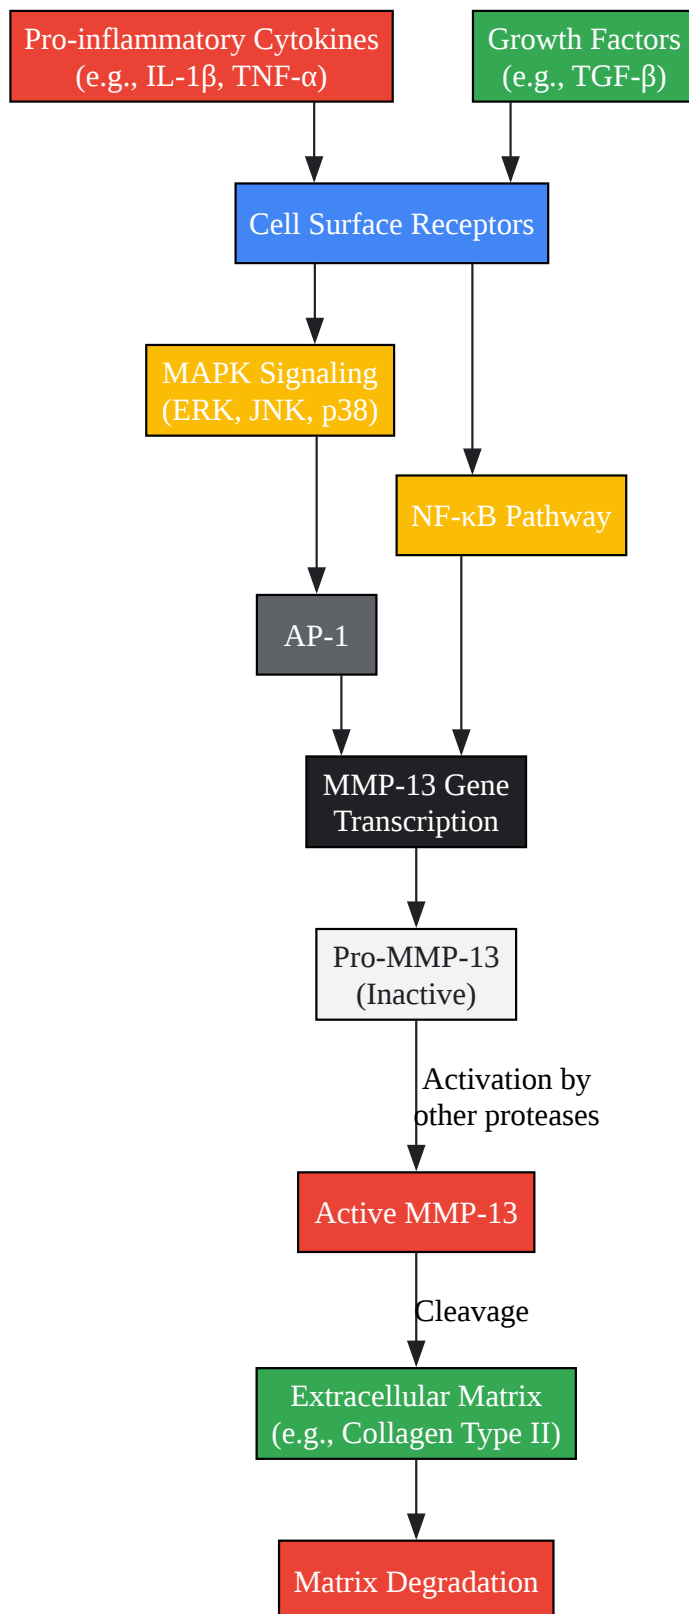 Pro-inflammatory Cytokines
(e.g., IL-1β, TNF-α)
Growth Factors
(e.g., TGF-β)
Cell Surface Receptors
MAPK Signaling
(ERK, JNK, p38)
NF-κB Pathway
AP-1
MMP-13 Gene
Transcription
Pro-MMP-13
(Inactive)
Activation by
other proteases
Active MMP-13
Cleavage
Extracellular Matrix
(e.g., Collagen Type II)
Matrix Degradation